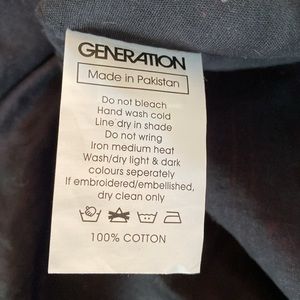 GENERATION
Made in Pakistan
Do not bleach
Hand wash cold
Line dry in shade
Do not wring
Iron medium heat
Wash/dry light & dark
colours seperately
If embroidered/embellished,
dry clean only
100% COTTON